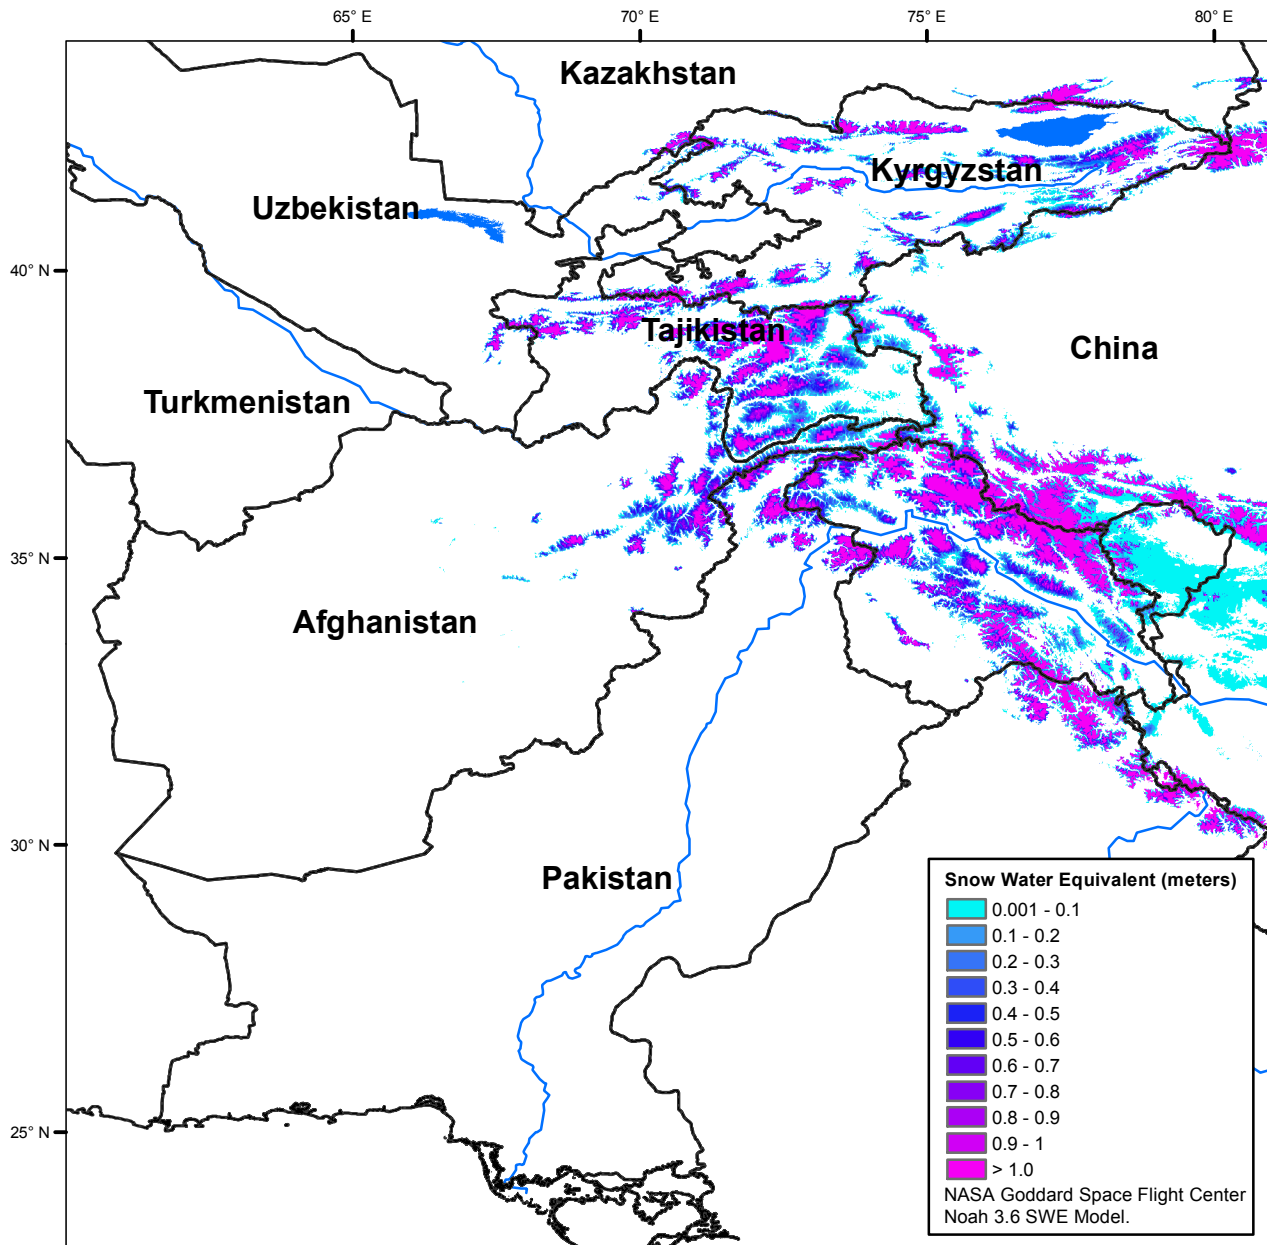 65° E
70° E
75° E
80° E
Kazakhstan
Kyrgyzstan
Uzbekistan
40° N
Tajikistan
China
Turkmenistan
35° N
Afghanistan
30° N
Pakistan
25° N
Snow Water Equivalent (meters)
0.001 - 0.1
0.1 - 0.2
0.2 - 0.3
0.3 - 0.4
0.4 - 0.5
0.5 - 0.6
0.6 - 0.7
0.7 - 0.8
0.8 - 0.9
0.9 - 1
> 1.0
NASA Goddard Space Flight Center
Noah 3.6 SWE Model.